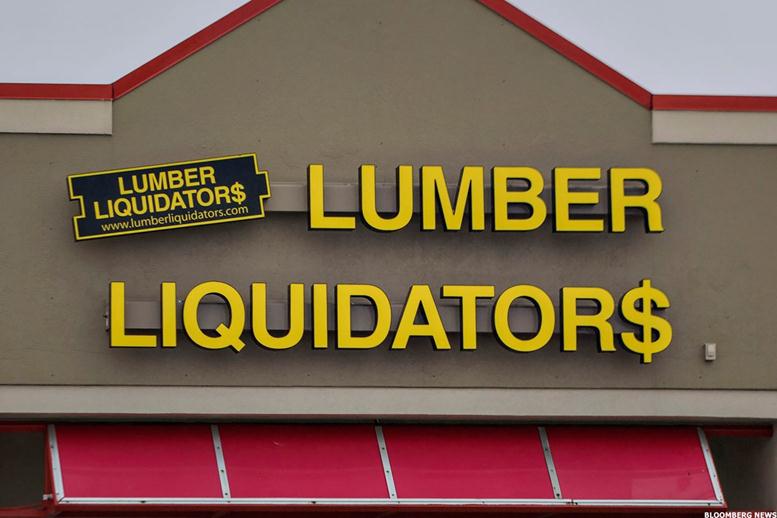 LUMBER
LIQUIDATOR$
www.lumberliquidators.com
LUMBER
LIQUIDATOR$
BLOOMBERG NEWS